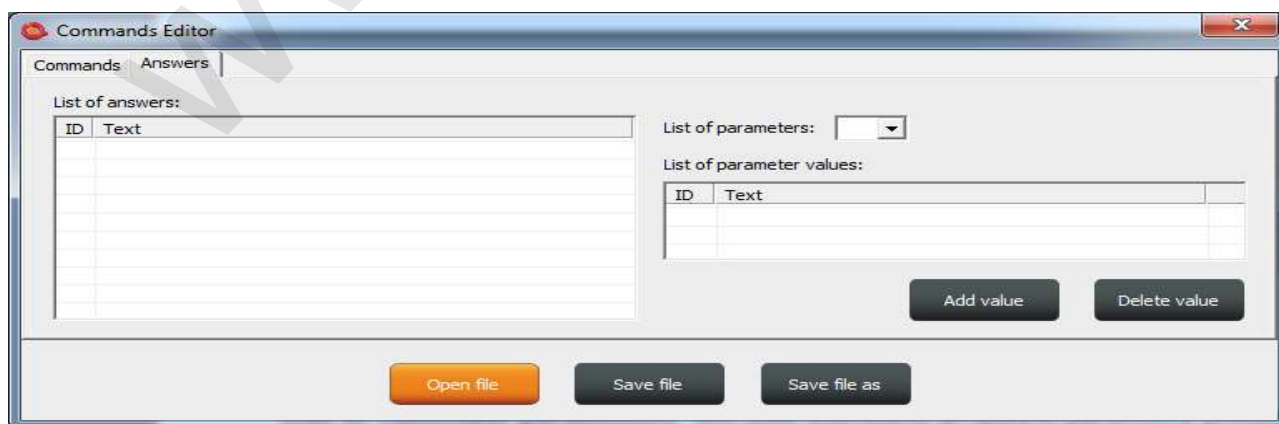 Commands Editor
Commands Answers
List of answers:
ID Text
List of parameters:
List of parameter values:
ID Text
Add value Delete value
Open file Save file Save file as